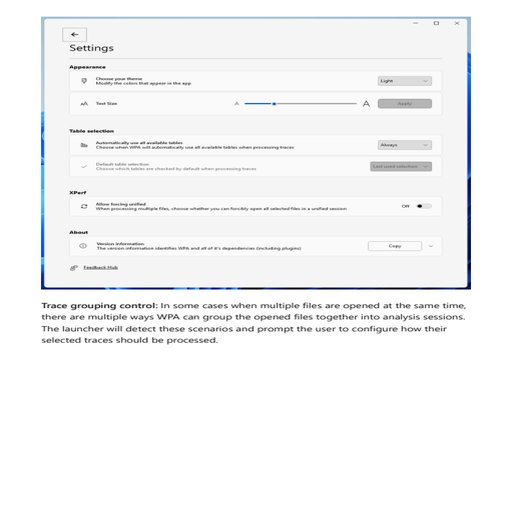 Settings
Appearance
Choose your theme
Modify the colors that appear in the app
Light
Text Size
A
A
Apply
Table selection
Automatically use all available tables
Choose when WPA will automatically use all available tables when processing traces
Always
Default table selection
Choose which tables are checked by default when processing traces
Last used selection
XPerf
Allow forcing unified
When processing multiple files, choose whether you can forcibly open all selected files in a unified session
Off
About
Version information
The version information identifies WPA and all of it's dependencies (including plugins)
Copy
Feedback Hub
Trace grouping control: In some cases when multiple files are opened at the same time,
there are multiple ways WPA can group the opened files together into analysis sessions.
The launcher will detect these scenarios and prompt the user to configure how their
selected traces should be processed.